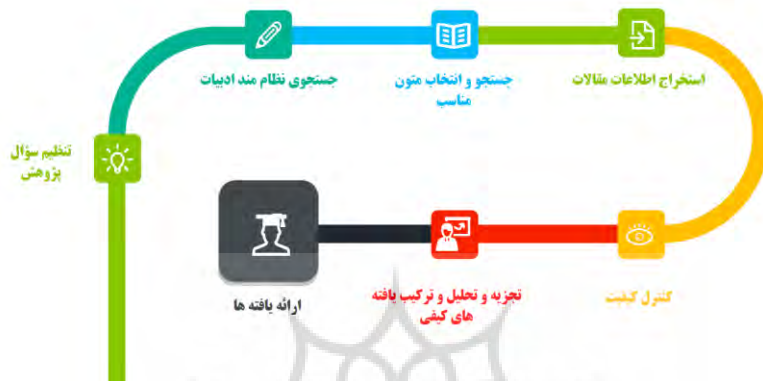 تنظیم سؤال
پژوهش
جستجوی نظام مند ادبیات
جستجو و انتخاب متون
مناسب
استخراج اطلاعات مقالات
کنترل کیفیت
تجزیه و تحلیل و ترکیب یافته
های کیفی
ارائه یافته ها